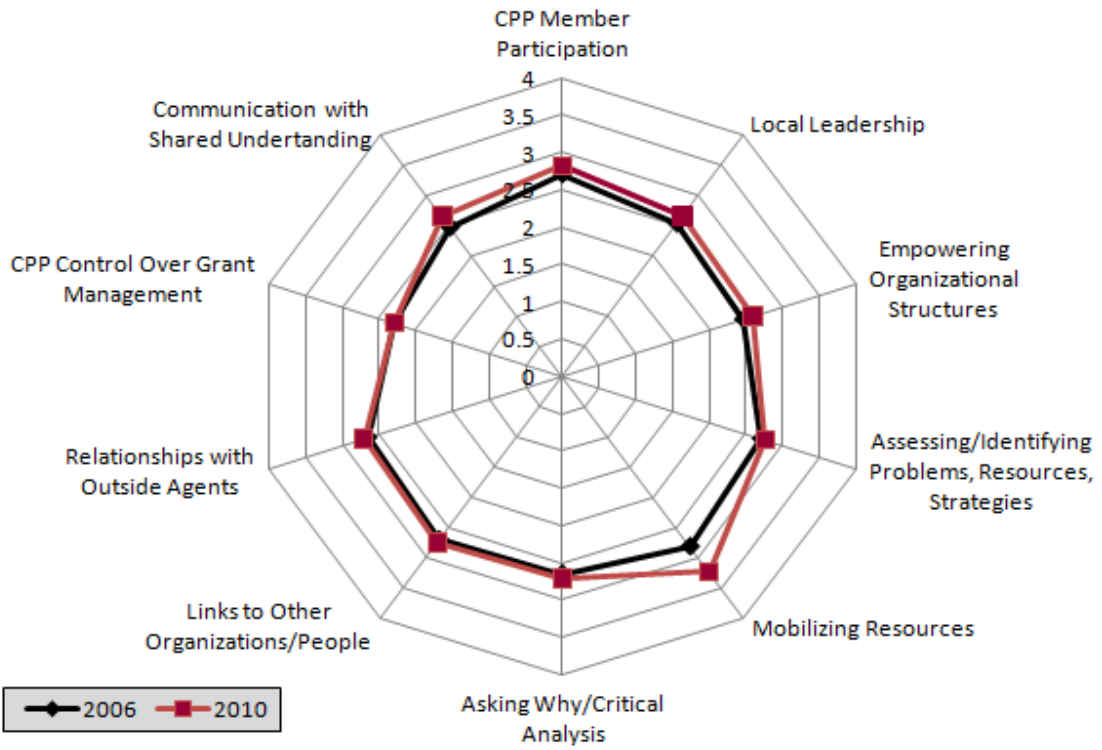 CPP Member
Participation
Local Leadership
Empowering
Organizational
Structures
Assessing/Identifying
Problems, Resources,
Strategies
Mobilizing Resources
Asking Why/Critical
Analysis
Links to Other
Organizations/People
Relationships with
Outside Agents
CPP Control Over Grant
Management
Communication with
Shared Undertanding
4
3.5
3
2.5
2
1.5
1
0.5
0
2006
2010